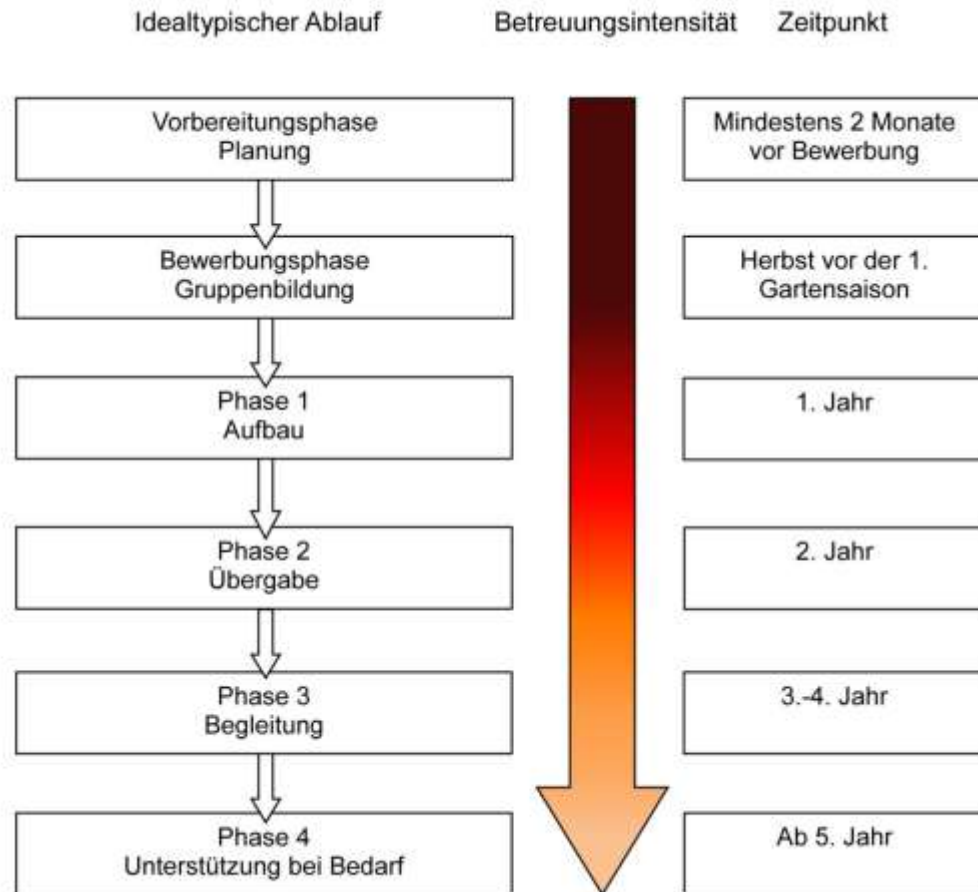 Idealtypischer Ablauf
Betreuungsintensität
Zeitpunkt
Vorbereitungsphase
Planung
Mindestens 2 Monate
vor Bewerbung
Bewerbungsphase
Gruppenbildung
Herbst vor der 1.
Gartensaison
Phase 1
Aufbau
1. Jahr
Phase 2
Übergabe
2. Jahr
Phase 3
Begleitung
3.-4. Jahr
Phase 4
Unterstützung bei Bedarf
Ab 5. Jahr